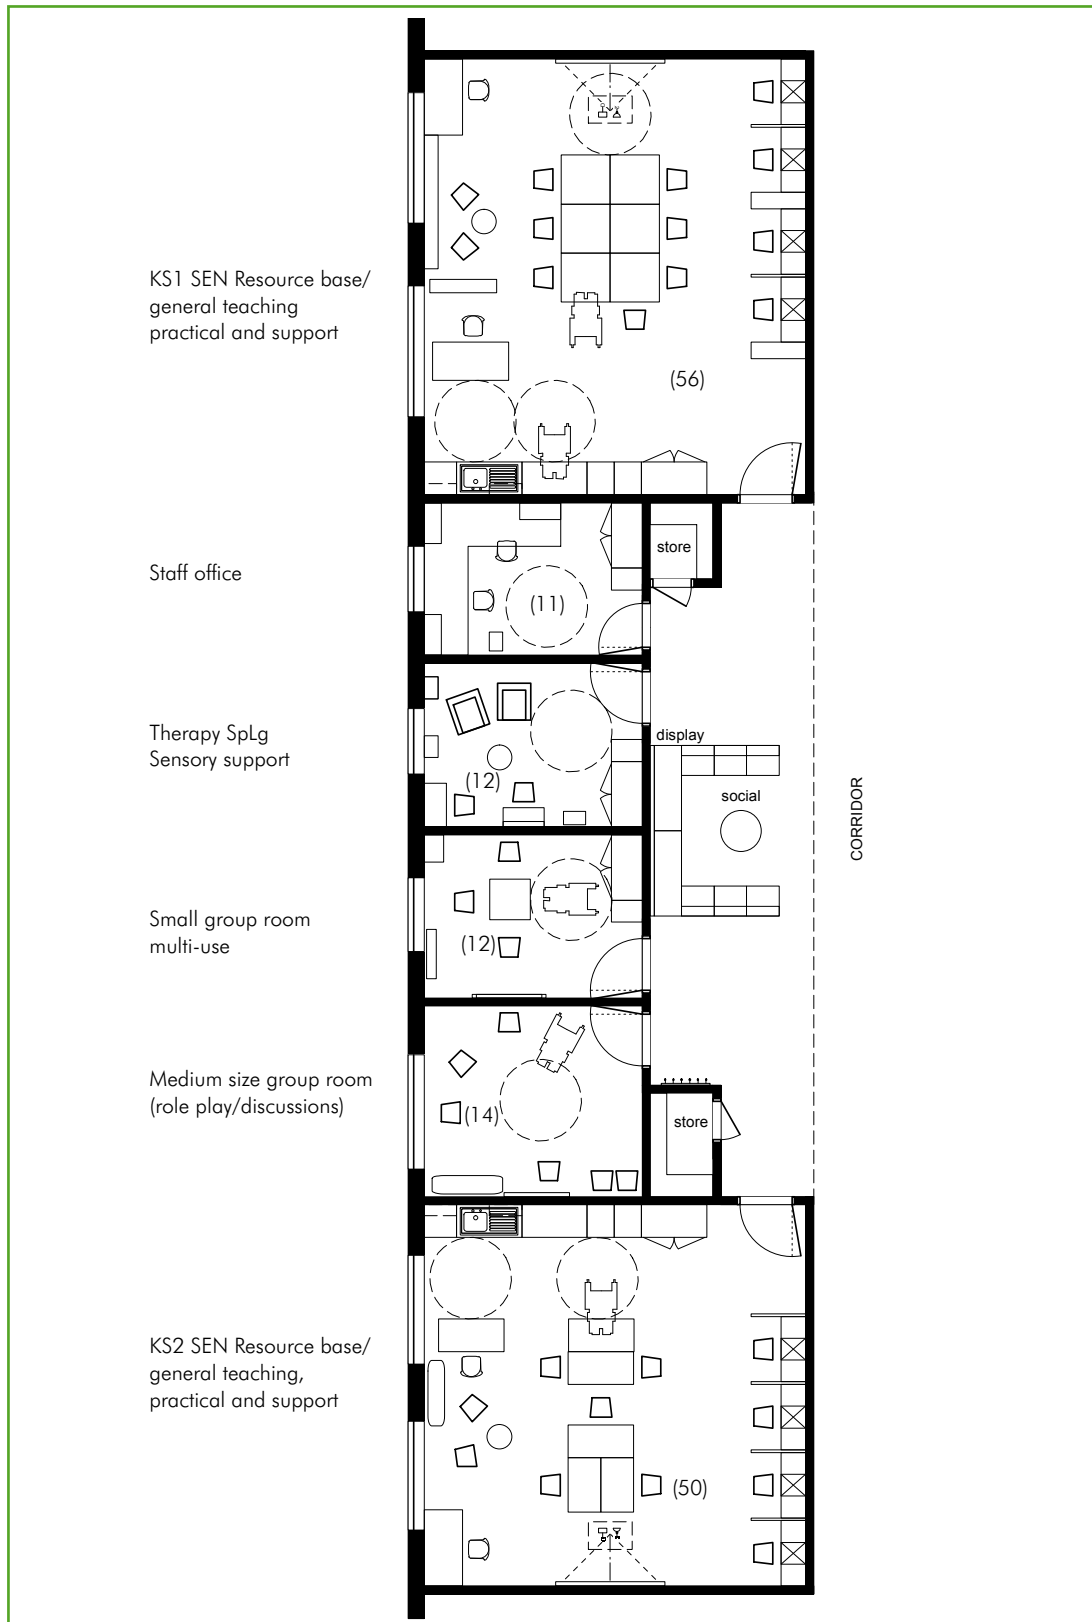 KS1 SEN Resource base/
general teaching
practical and support
(56)
Staff office
(11)
store
Therapy SpLg
Sensory support
(12)
display
social
CORRIDOR
Small group room
multi-use
(12)
Medium size group room
(role play/discussions)
(14)
store
KS2 SEN Resource base/
general teaching,
practical and support
(50)